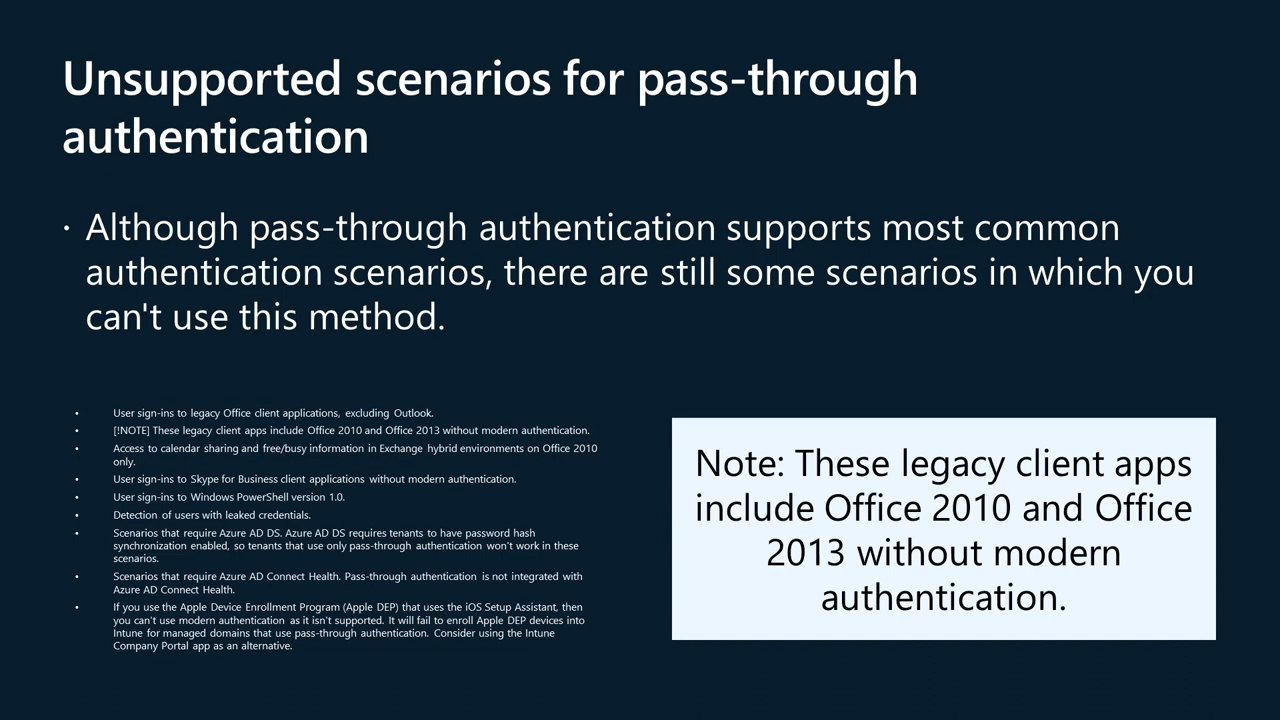 Unsupported scenarios for pass-through
authentication
• Although pass-through authentication supports most common
authentication scenarios, there are still some scenarios in which you
can't use this method.
• User sign-ins to legacy Office client applications, excluding Outlook.
• [!NOTE] These legacy client apps include Office 2010 and Office 2013 without modern authentication.
• Access to calendar sharing and free/busy information in Exchange hybrid environments on Office 2010
only.
• User sign-ins to Skype for Business client applications without modern authentication.
• User sign-ins to Windows PowerShell version 1.0.
• Detection of users with leaked credentials.
• Scenarios that require Azure AD DS. Azure AD DS requires tenants to have password hash
synchronization enabled, so tenants that use only pass-through authentication won't work in these
scenarios.
• Scenarios that require Azure AD Connect Health. Pass-through authentication is not integrated with
Azure AD Connect Health.
• If you use the Apple Device Enrollment Program (Apple DEP) that uses the iOS Setup Assistant, then
you can't use modern authentication as it isn't supported. It will fail to enroll Apple DEP devices into
Intune for managed domains that use pass-through authentication. Consider using the Intune
Company Portal app as an alternative.
Note: These legacy client apps
include Office 2010 and Office
2013 without modern
authentication.